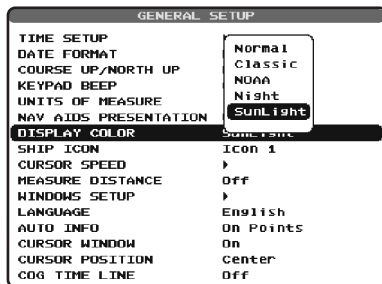 GENERAL SETUP
TIME SETUP
DATE FORMAT
COURSE UP/NORTH UP
KEYPAD BEEP
UNITS OF MEASURE
NAV AIDS PRESENTATION
Normal
Classic
NOAA
Night
SunLight
DISPLAY COLOR SunLight
SHIP ICON Icon 1
CURSOR SPEED
MEASURE DISTANCE Off
WINDOWS SETUP
LANGUAGE English
AUTO INFO On Points
CURSOR WINDOW On
CURSOR POSITION Center
COG TIME LINE Off